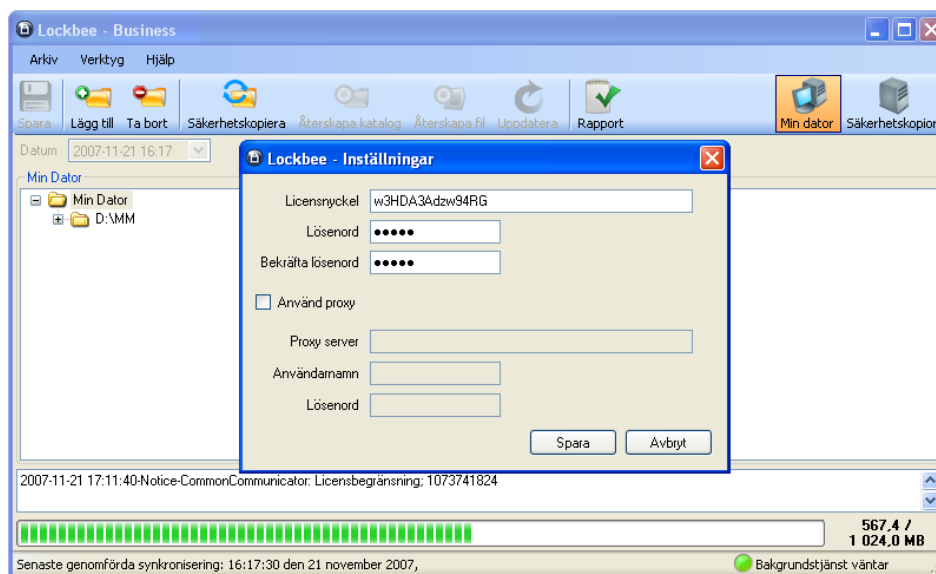 Lockbee - Business
Arkiv Verktyg Hjälp
Spara Lägg till Ta bort Säkerhetskopiera Återskapa katalog Återskapa fil Uppdatera Rapport Min dator Säkerhetskopior
Datum 2007-11-21 16:17
Min Dator
Min Dator
D:\MM
Lockbee - Inställningar
Licensnyckel w3HDA3Adzw94RG
Lösenord •••••
Bekräfta lösenord •••••
Använd proxy
Proxy server
Användarnamn
Lösenord
Spara Avbryt
2007-11-21 17:11:40-Notice-CommonCommunicator: Licensbegränsning; 1073741824
567,4 /
1 024,0 MB
Senaste genomförda synkronisering: 16:17:30 den 21 november 2007,
Bakgrundstjänst väntar